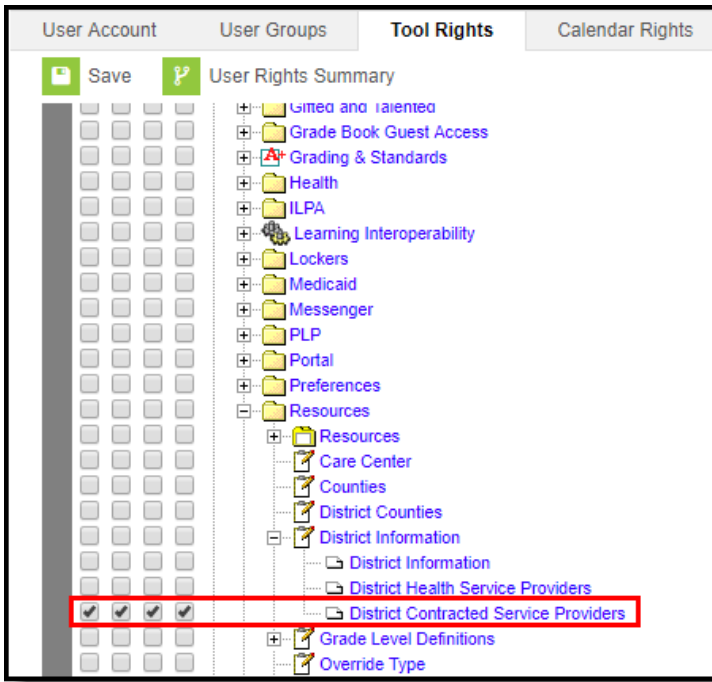 User Account User Groups Tool Rights Calendar Rights
Save User Rights Summary
Gifted and Talented
Grade Book Guest Access
A+ Grading & Standards
Health
ILPA
Learning Interoperability
Lockers
Medicaid
Messenger
PLP
Portal
Preferences
Resources
Resources
Care Center
Counties
District Counties
District Information
District Information
District Health Service Providers
District Contracted Service Providers
Grade Level Definitions
Override Type